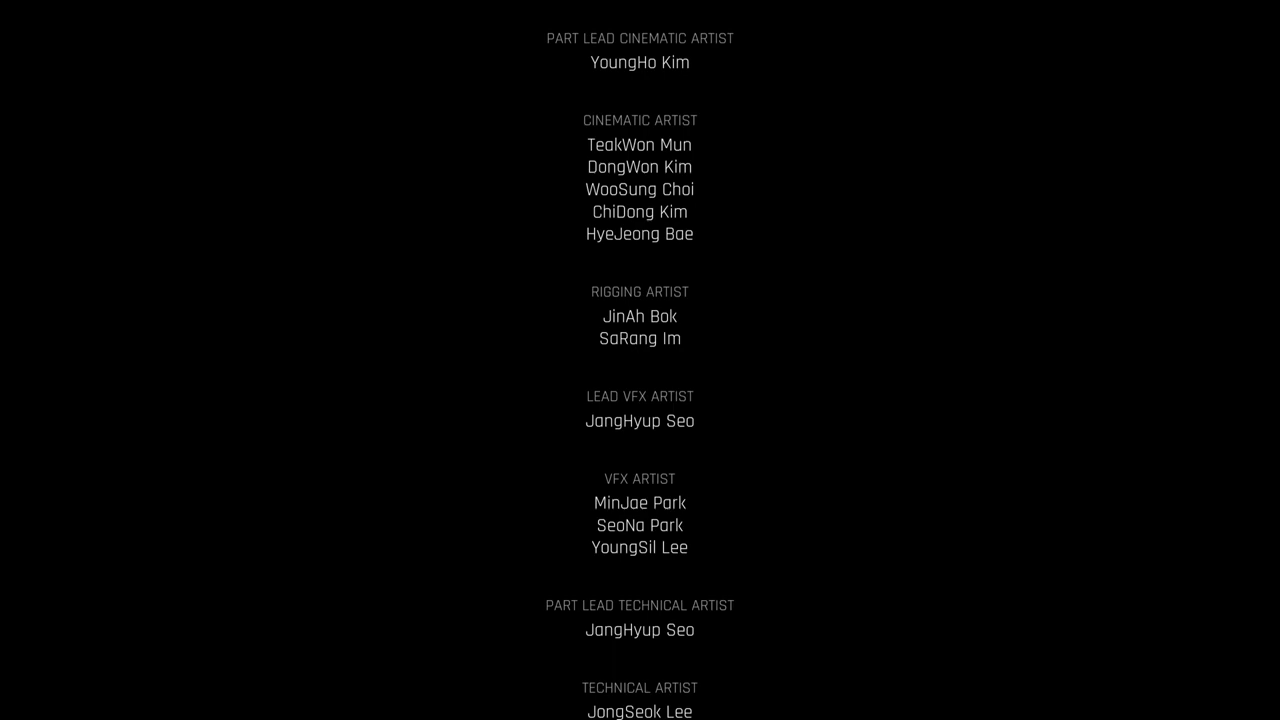 PART LEAD CINEMATIC ARTIST
YoungHo Kim
CINEMATIC ARTIST
TeakWon Mun
DongWon Kim
WooSung Choi
ChiDong Kim
HyeJeong Bae
RIGGING ARTIST
JinAh Bok
SaRang Im
LEAD VFX ARTIST
JangHyup Seo
VFX ARTIST
MinJae Park
SeoNa Park
YoungSil Lee
PART LEAD TECHNICAL ARTIST
JangHyup Seo
TECHNICAL ARTIST
JongSeok Lee